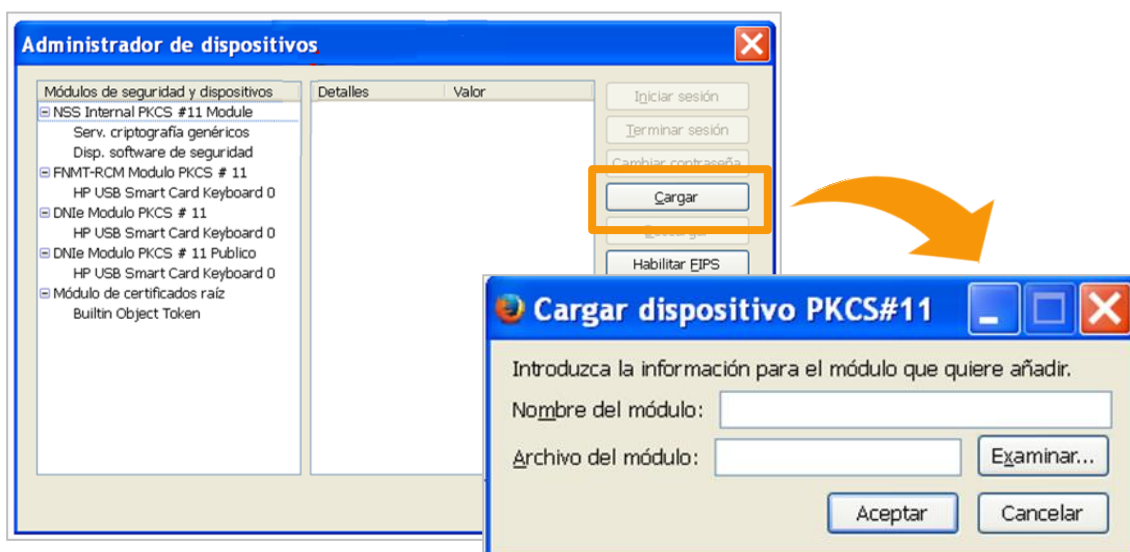 Administrador de dispositivos
Módulos de seguridad y dispositivos
NSS Internal PKCS #11 Module
Serv. criptografía genéricos
Disp. software de seguridad
FNMT-RCM Modulo PKCS # 11
HP USB Smart Card Keyboard 0
DNIe Modulo PKCS # 11
HP USB Smart Card Keyboard 0
DNIe Modulo PKCS # 11 Publico
HP USB Smart Card Keyboard 0
Módulo de certificados raíz
Builtin Object Token
Detalles Valor
Iniciar sesión
Terminar sesión
Cambiar contraseña
Cargar
Descargar
Habilitar FIPS
Cargar dispositivo PKCS#11
Introduzca la información para el módulo que quiere añadir.
Nombre del módulo:
Archivo del módulo:
Examinar...
Aceptar Cancelar